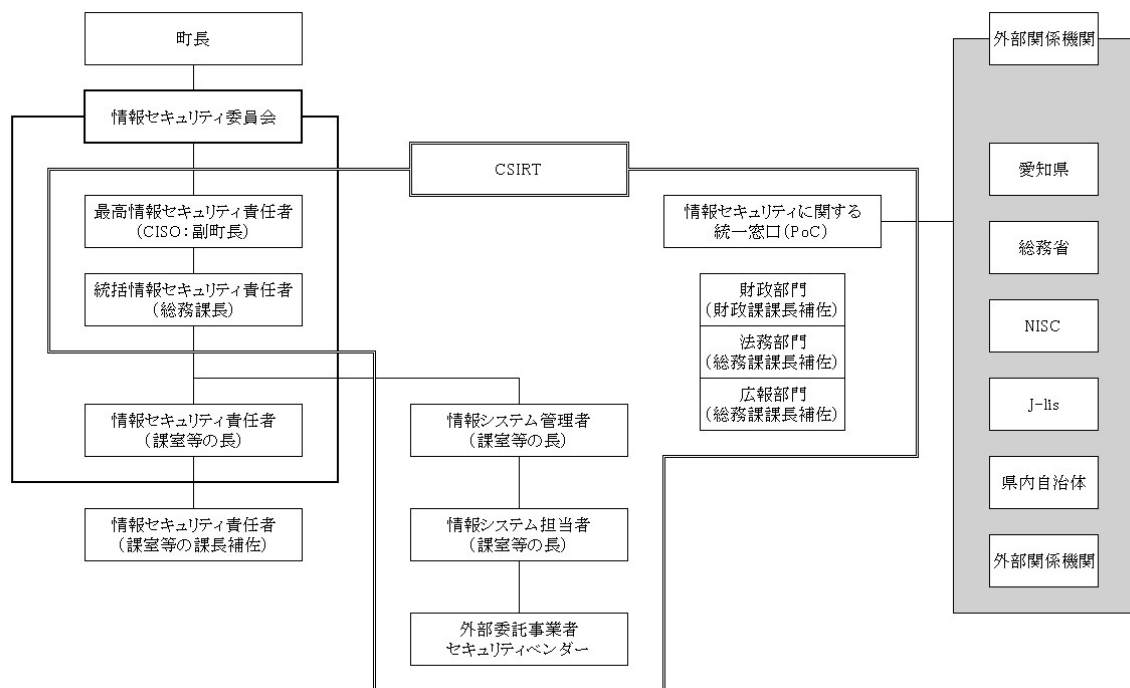 町長
情報セキュリティ委員会
最高情報セキュリティ責任者
(CISO:副町長)
統括情報セキュリティ責任者
(総務課長)
情報セキュリティ責任者
(課室等の長)
情報セキュリティ責任者
(課室等の課長補佐)
CSIRT
情報システム管理者
(課室等の長)
情報システム担当者
(課室等の長)
外部委託事業者
セキュリティベンダー
情報セキュリティに関する
統一窓口(PoC)
財政部門
(財政課課長補佐)
法務部門
(総務課課長補佐)
広報部門
(総務課課長補佐)
外部関係機関
愛知県
総務省
NISC
J-lis
県内自治体
外部関係機関